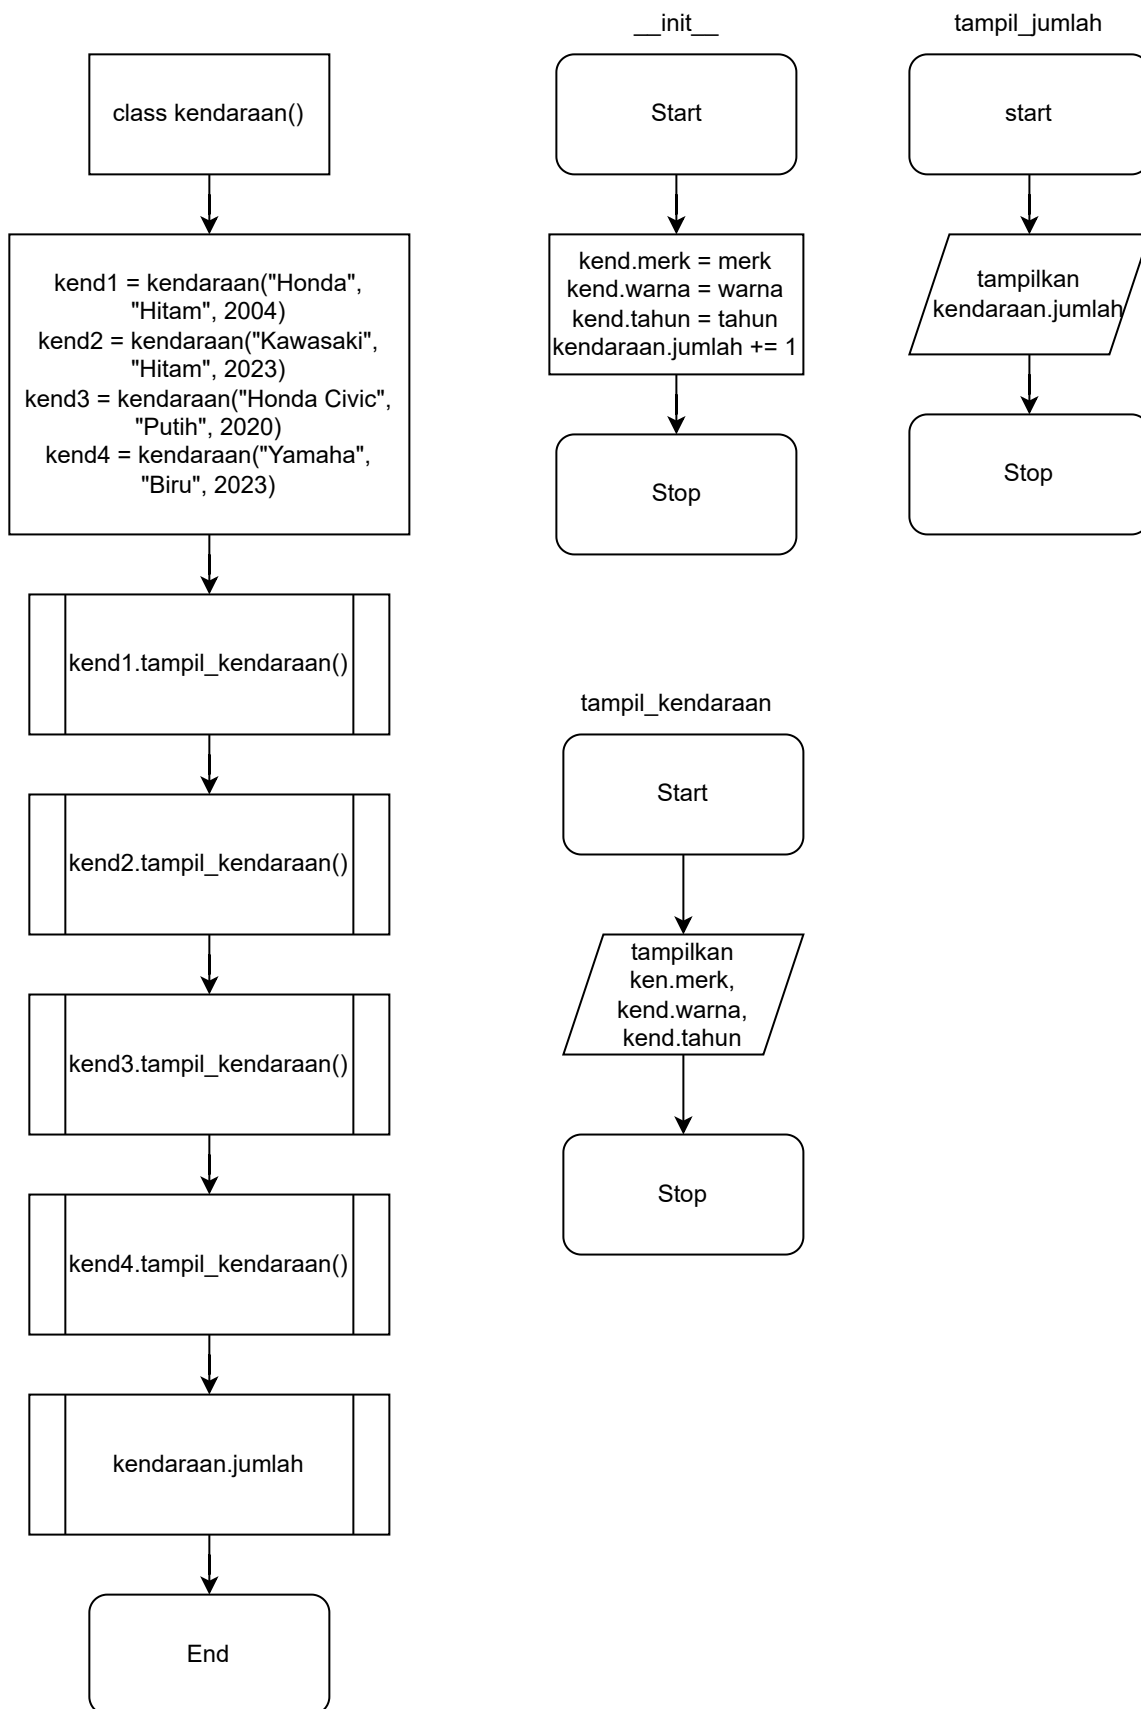 class kendaraan()
kend1 = kendaraan("Honda",
"Hitam", 2004)
kend2 = kendaraan("Kawasaki",
"Hitam", 2023)
kend3 = kendaraan("Honda Civic",
"Putih", 2020)
kend4 = kendaraan("Yamaha",
"Biru", 2023)
kend1.tampil_kendaraan()
kend2.tampil_kendaraan()
kend3.tampil_kendaraan()
kend4.tampil_kendaraan()
kendaraan.jumlah
End
__init__
Start
kend.merk = merk
kend.warna = warna
kend.tahun = tahun
kendaraan.jumlah += 1
Stop
tampil_jumlah
start
tampilkan
kendaraan.jumlah
Stop
tampil_kendaraan
Start
tampilkan
ken.merk,
kend.warna,
kend.tahun
Stop